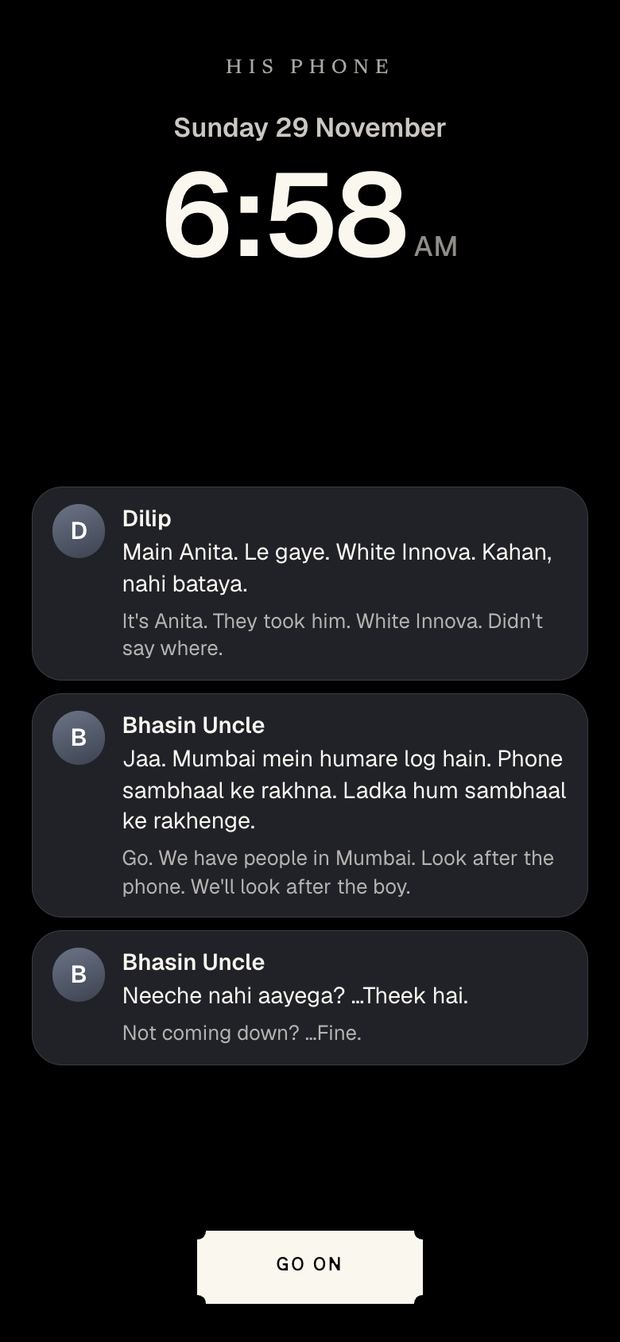 HIS PHONE
Sunday 29 November
6:58 AM
D
Dilip
Main Anita. Le gaye. White Innova. Kahan,
nahi bataya.
It's Anita. They took him. White Innova. Didn't
say where.
B
Bhasin Uncle
Jaa. Mumbai mein humare log hain. Phone
sambhaal ke rakhna. Ladka hum sambhaal
ke rakhenge.
Go. We have people in Mumbai. Look after the
phone. We'll look after the boy.
B
Bhasin Uncle
Neeche nahi aayega? ...Theek hai.
Not coming down? ...Fine.
GO ON